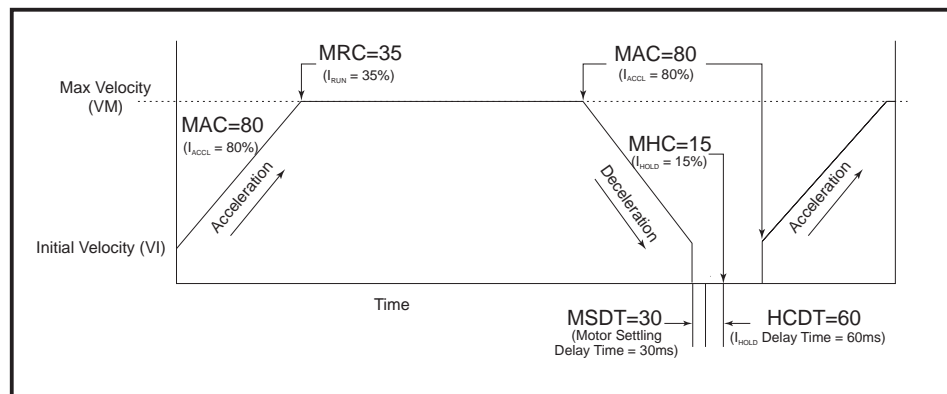 MRC=35
(I_RUN = 35%)
MAC=80
(I_ACCL = 80%)
Max Velocity
(VM)
MAC=80
(I_ACCL = 80%)
Acceleration
MHC=15
(I_HOLD = 15%)
Deceleration
Acceleration
Initial Velocity (VI)
Time
MSDT=30
(Motor Settling
Delay Time = 30ms)
HCDT=60
(I_HOLD Delay Time = 60ms)